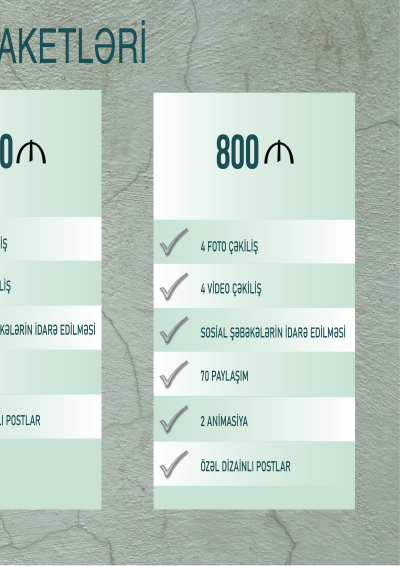 AKETLƏRİ
0₼
İŞ
LİŞ
KƏLƏRİN İDARƏ EDİLMƏSİ
LI POSTLAR
800₼
4 FOTO ÇƏKİLİŞ
4 VİDEO ÇƏKİLİŞ
SOSİAL ŞƏBƏKƏLƏRİN İDARƏ EDİLMƏSİ
70 PAYLAŞIM
2 ANİMASİYA
ÖZƏL DİZAİNLI POSTLAR